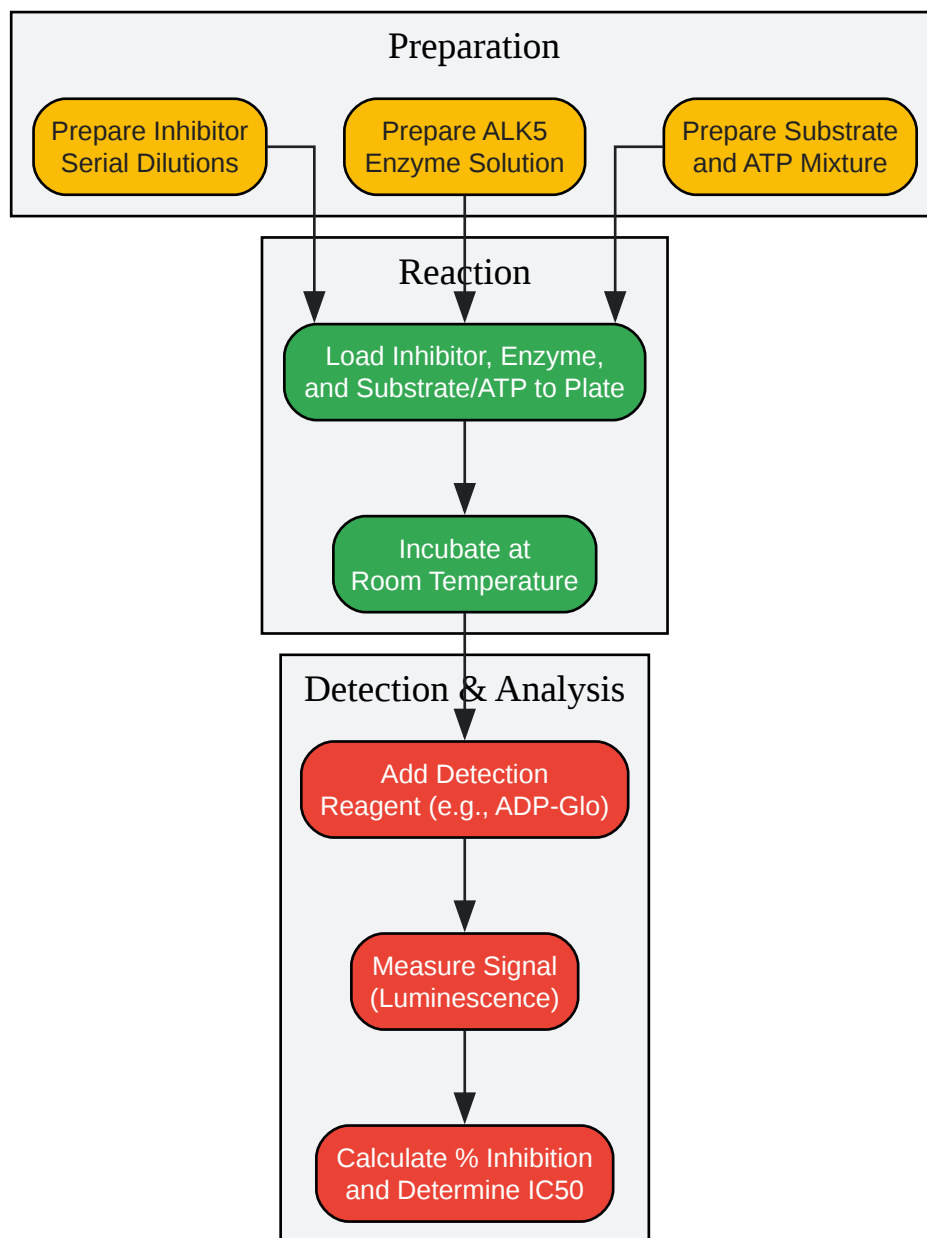 Preparation
Prepare Inhibitor
Serial Dilutions
Prepare ALK5
Enzyme Solution
Prepare Substrate
and ATP Mixture
Reaction
Load Inhibitor, Enzyme,
and Substrate/ATP to Plate
Incubate at
Room Temperature
Detection & Analysis
Add Detection
Reagent (e.g., ADP-Glo)
Measure Signal
(Luminescence)
Calculate % Inhibition
and Determine IC50